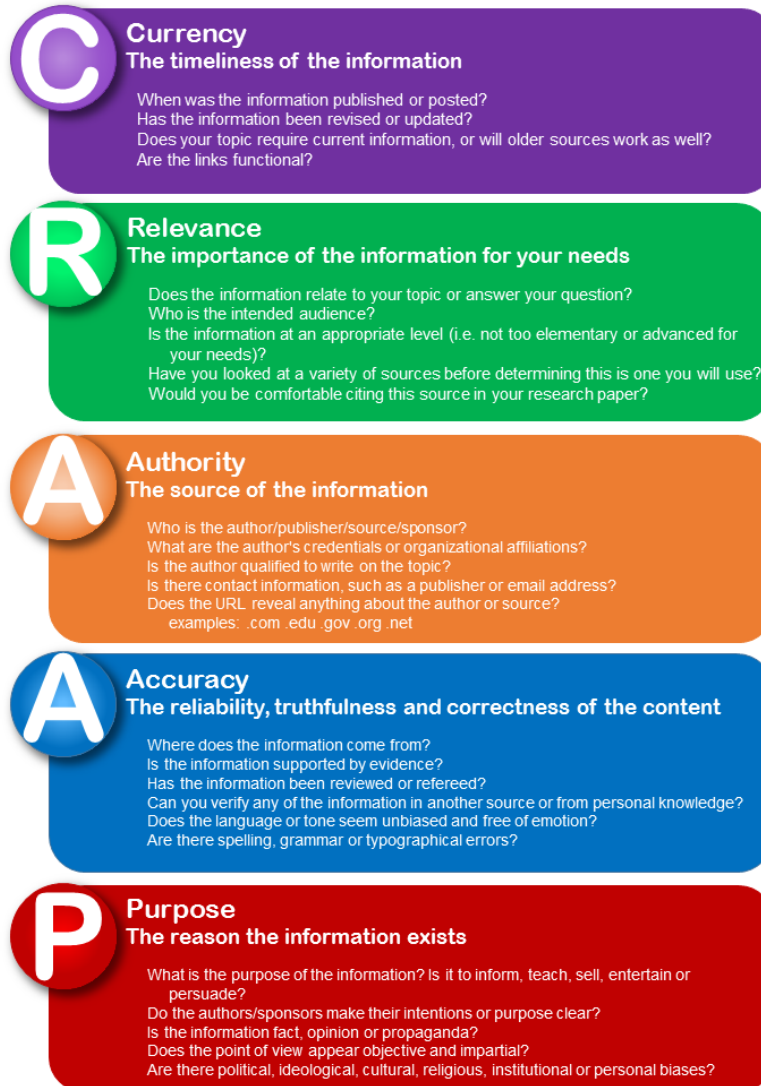 C
Currency
The timeliness of the information
When was the information published or posted?
Has the information been revised or updated?
Does your topic require current information, or will older sources work as well?
Are the links functional?
R
Relevance
The importance of the information for your needs
Does the information relate to your topic or answer your question?
Who is the intended audience?
Is the information at an appropriate level (i.e. not too elementary or advanced for
your needs)?
Have you looked at a variety of sources before determining this is one you will use?
Would you be comfortable citing this source in your research paper?
A
Authority
The source of the information
Who is the author/publisher/source/sponsor?
What are the author's credentials or organizational affiliations?
Is the author qualified to write on the topic?
Is there contact information, such as a publisher or email address?
Does the URL reveal anything about the author or source?
examples: .com .edu .gov .org .net
A
Accuracy
The reliability, truthfulness and correctness of the content
Where does the information come from?
Is the information supported by evidence?
Has the information been reviewed or refereed?
Can you verify any of the information in another source or from personal knowledge?
Does the language or tone seem unbiased and free of emotion?
Are there spelling, grammar or typographical errors?
P
Purpose
The reason the information exists
What is the purpose of the information? Is it to inform, teach, sell, entertain or
persuade?
Do the authors/sponsors make their intentions or purpose clear?
Is the information fact, opinion or propaganda?
Does the point of view appear objective and impartial?
Are there political, ideological, cultural, religious, institutional or personal biases?